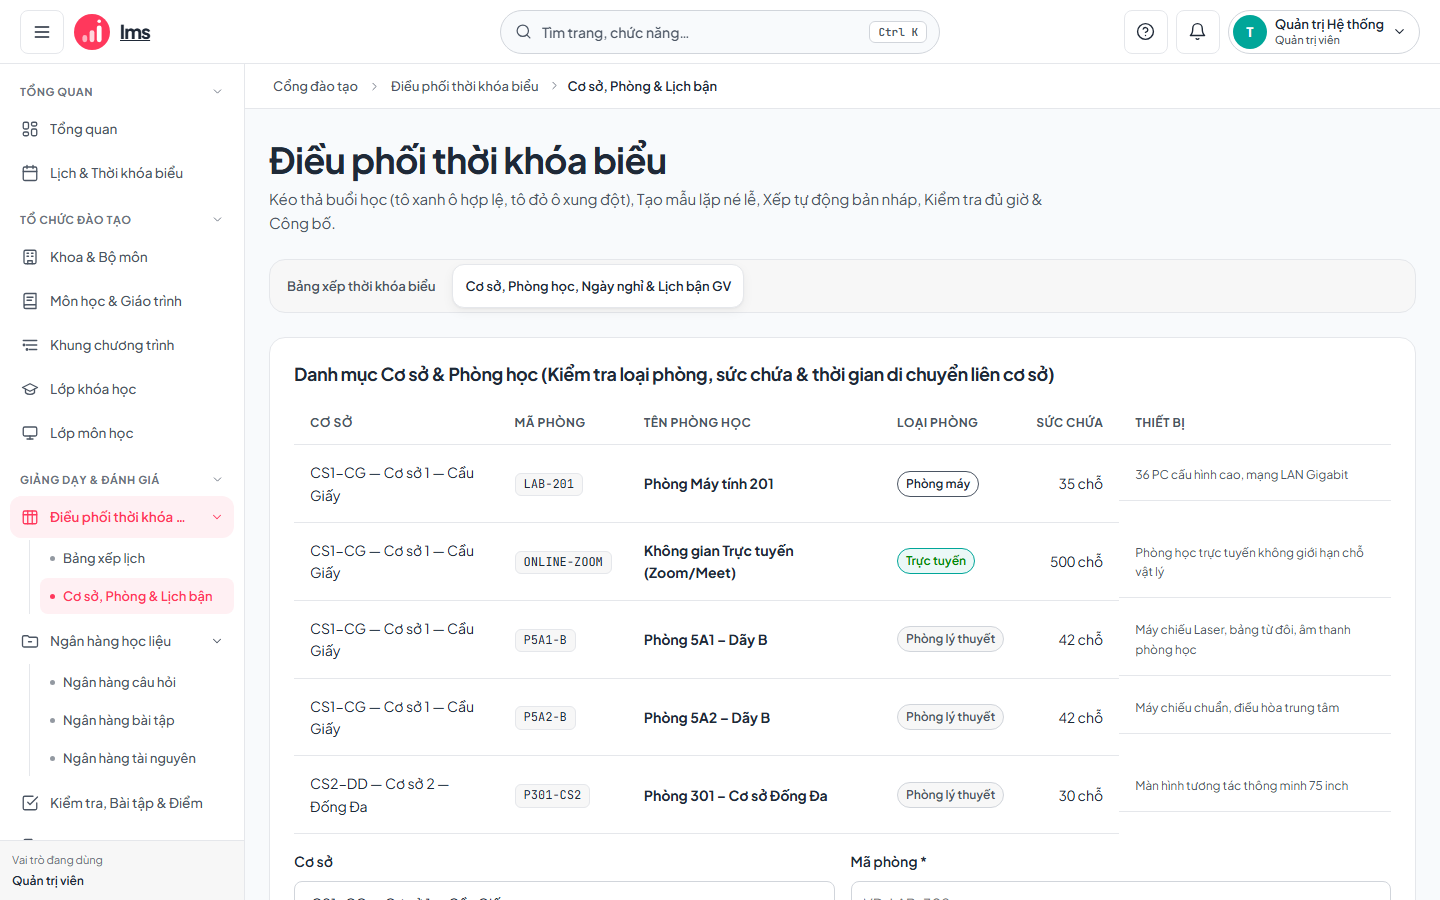 lms
Tìm trang, chức năng...
Ctrl K
T
Quản trị Hệ thống
Quản trị viên
TỔNG QUAN
Tổng quan
Lịch & Thời khóa biểu
TỔ CHỨC ĐÀO TẠO
Khoa & Bộ môn
Môn học & Giáo trình
Khung chương trình
Lớp khóa học
Lớp môn học
GIẢNG DẠY & ĐÁNH GIÁ
Điều phối thời khóa ...
Bảng xếp lịch
Cơ sở, Phòng & Lịch bận
Ngân hàng học liệu
Ngân hàng câu hỏi
Ngân hàng bài tập
Ngân hàng tài nguyên
Kiểm tra, Bài tập & Điểm
Vai trò đang dùng
Quản trị viên
Cổng đào tạo
Điều phối thời khóa biểu
Cơ sở, Phòng & Lịch bận
Điều phối thời khóa biểu
Kéo thả buổi học (tô xanh ô hợp lệ, tô đỏ ô xung đột), Tạo mẫu lặp né lễ, Xếp tự động bản nháp, Kiểm tra đủ giờ &
Công bố.
Bảng xếp thời khóa biểu
Cơ sở, Phòng học, Ngày nghỉ & Lịch bận GV
Danh mục Cơ sở & Phòng học (Kiểm tra loại phòng, sức chứa & thời gian di chuyển liên cơ sở)
CƠ SỞ MÃ PHÒNG TÊN PHÒNG HỌC LOẠI PHÒNG SỨC CHỨA THIẾT BỊ
CS1-CG — Cơ sở 1 — Cầu
Giấy
LAB-201
Phòng Máy tính 201
Phòng máy
35 chỗ
36 PC cấu hình cao, mạng LAN Gigabit
CS1-CG — Cơ sở 1 — Cầu
Giấy
ONLINE-ZOOM
Không gian Trực tuyến
(Zoom/Meet)
Trực tuyến
500 chỗ
Phòng học trực tuyến không giới hạn chỗ
vật lý
CS1-CG — Cơ sở 1 — Cầu
Giấy
P5A1-B
Phòng 5A1 – Dãy B
Phòng lý thuyết
42 chỗ
Máy chiếu Laser, bảng từ đôi, âm thanh
phòng học
CS1-CG — Cơ sở 1 — Cầu
Giấy
P5A2-B
Phòng 5A2 – Dãy B
Phòng lý thuyết
42 chỗ
Máy chiếu chuẩn, điều hòa trung tâm
CS2-DD — Cơ sở 2 —
Đống Đa
P301-CS2
Phòng 301 – Cơ sở Đống Đa
Phòng lý thuyết
30 chỗ
Màn hình tương tác thông minh 75 inch
Cơ sở
Mã phòng *